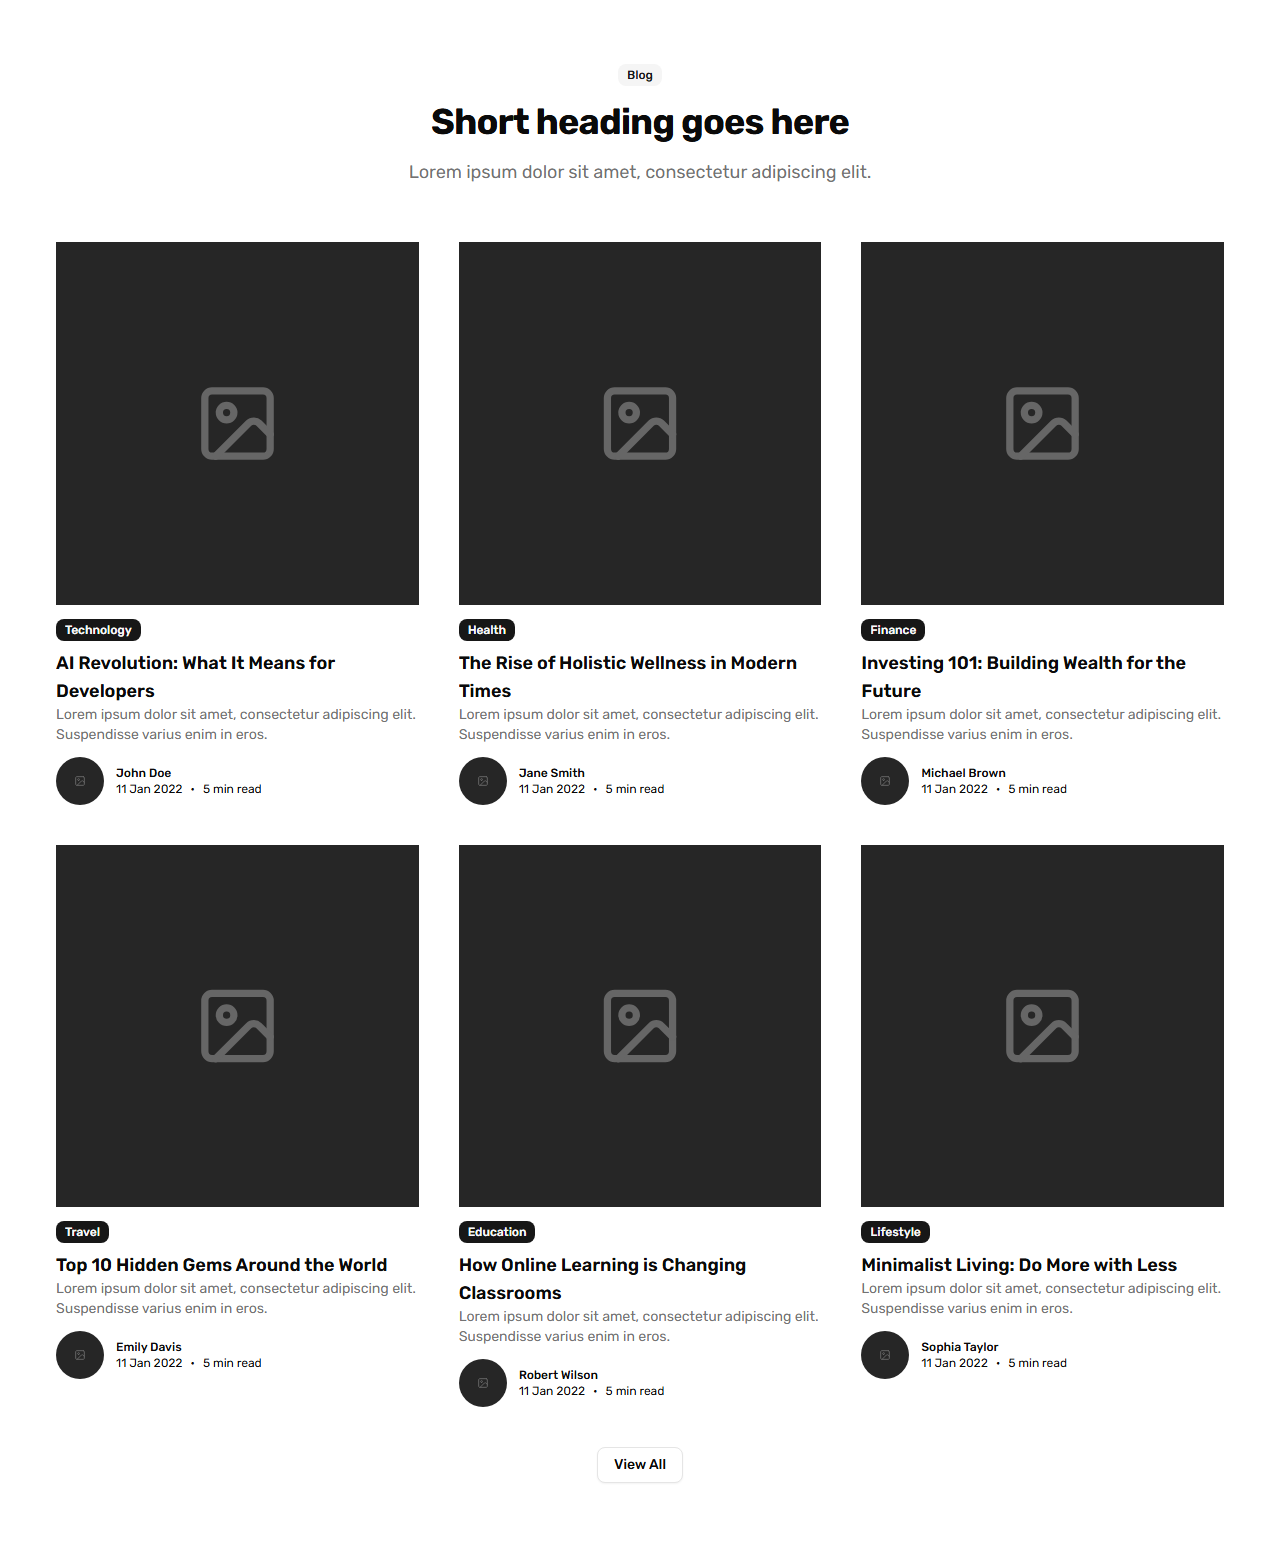 Blog
Short heading goes here
Lorem ipsum dolor sit amet, consectetur adipiscing elit.
Technology
AI Revolution: What It Means for
Developers
Lorem ipsum dolor sit amet, consectetur adipiscing elit.
Suspendisse varius enim in eros.
John Doe
11 Jan 2022 • 5 min read
Health
The Rise of Holistic Wellness in Modern
Times
Lorem ipsum dolor sit amet, consectetur adipiscing elit.
Suspendisse varius enim in eros.
Jane Smith
11 Jan 2022 • 5 min read
Finance
Investing 101: Building Wealth for the
Future
Lorem ipsum dolor sit amet, consectetur adipiscing elit.
Suspendisse varius enim in eros.
Michael Brown
11 Jan 2022 • 5 min read
Travel
Top 10 Hidden Gems Around the World
Lorem ipsum dolor sit amet, consectetur adipiscing elit.
Suspendisse varius enim in eros.
Emily Davis
11 Jan 2022 • 5 min read
Education
How Online Learning is Changing
Classrooms
Lorem ipsum dolor sit amet, consectetur adipiscing elit.
Suspendisse varius enim in eros.
Robert Wilson
11 Jan 2022 • 5 min read
Lifestyle
Minimalist Living: Do More with Less
Lorem ipsum dolor sit amet, consectetur adipiscing elit.
Suspendisse varius enim in eros.
Sophia Taylor
11 Jan 2022 • 5 min read
View All